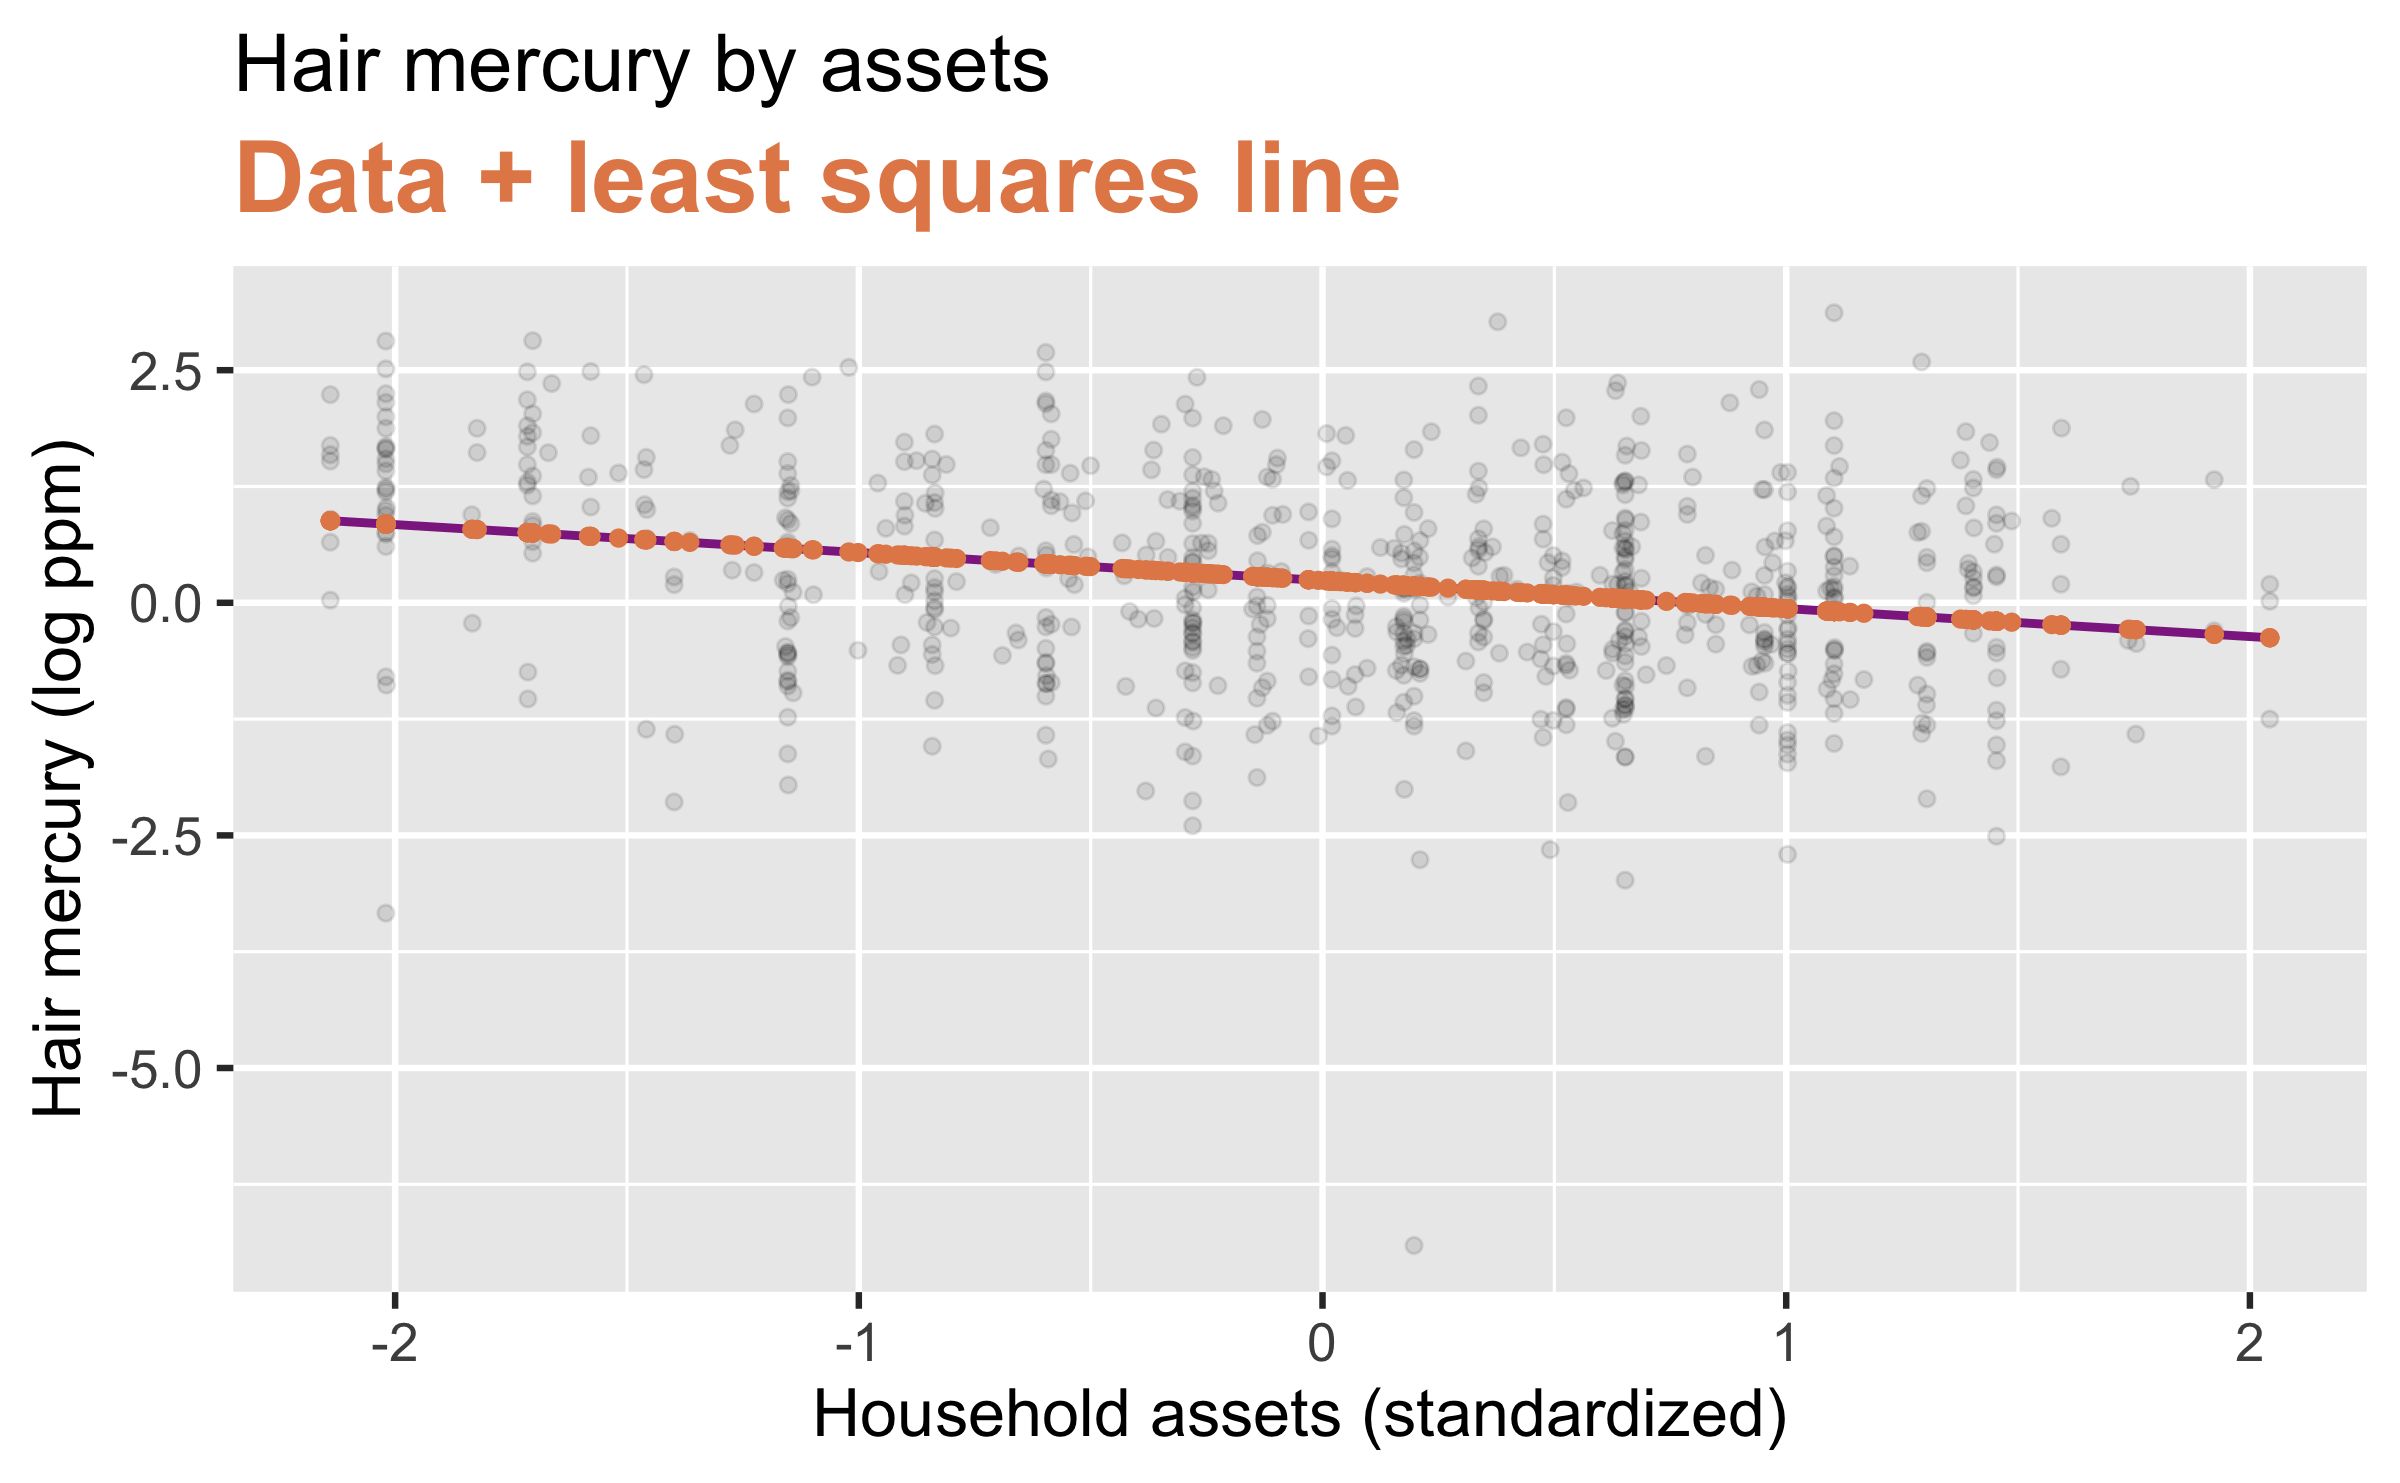 Hair mercury by assets
Data + least squares line
Hair mercury (log ppm)
2.5
0.0
-2.5
-5.0
-2
-1
0
1
2
Household assets (standardized)